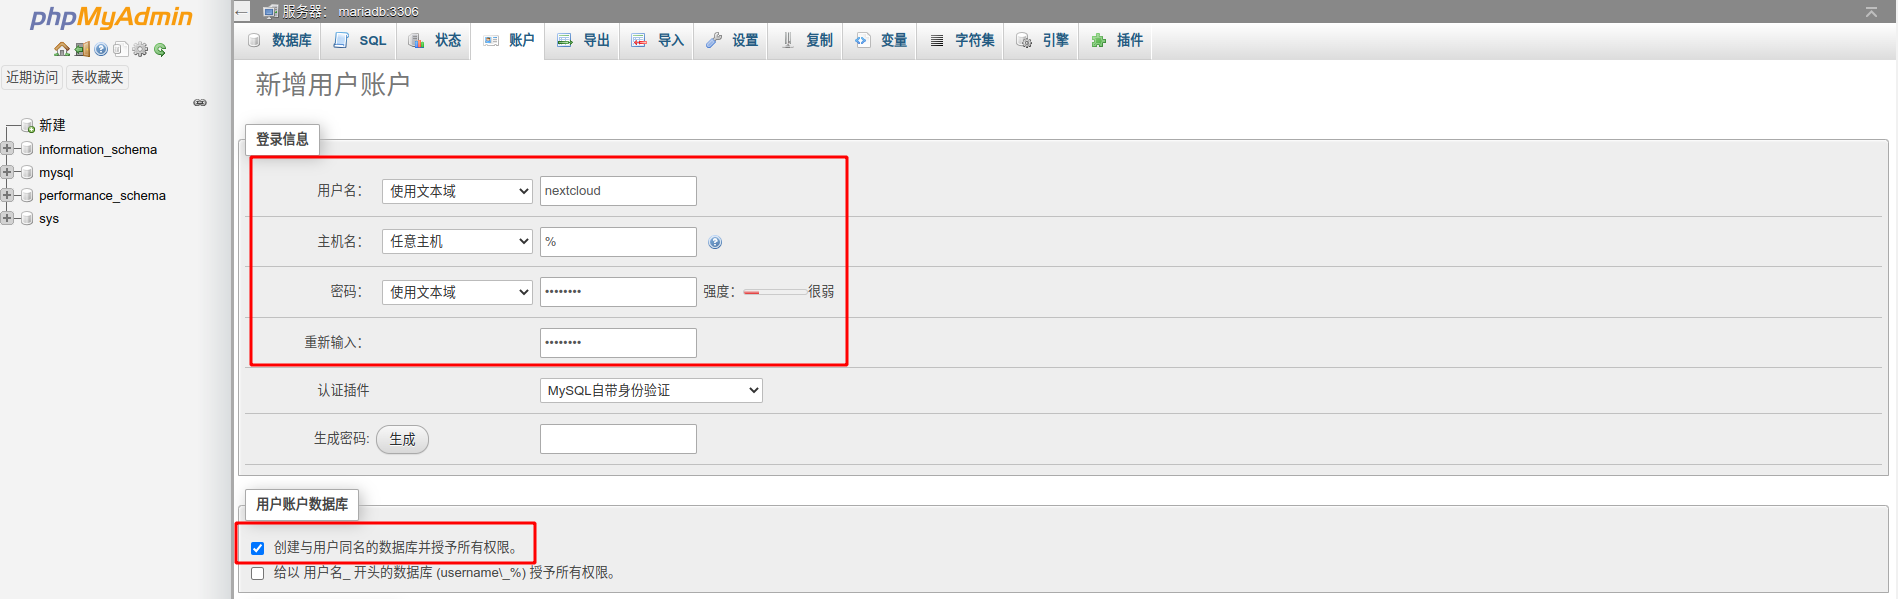 phpMyAdmin
近期访问 表收藏夹
新建
information_schema
mysql
performance_schema
sys
服务器： mariadb:3306
数据库 SQL 状态 账户 导出 导入 设置 复制 变量 字符集 引擎 插件
新增用户账户
登录信息
用户名： 使用文本域 nextcloud
主机名： 任意主机 %
密码： 使用文本域 •••••••• 强度： 很弱
重新输入： ••••••••
认证插件 MySQL自带身份验证
生成密码: 生成
用户账户数据库
创建与用户同名的数据库并授予所有权限。
给以 用户名_ 开头的数据库 (username\_%) 授予所有权限。